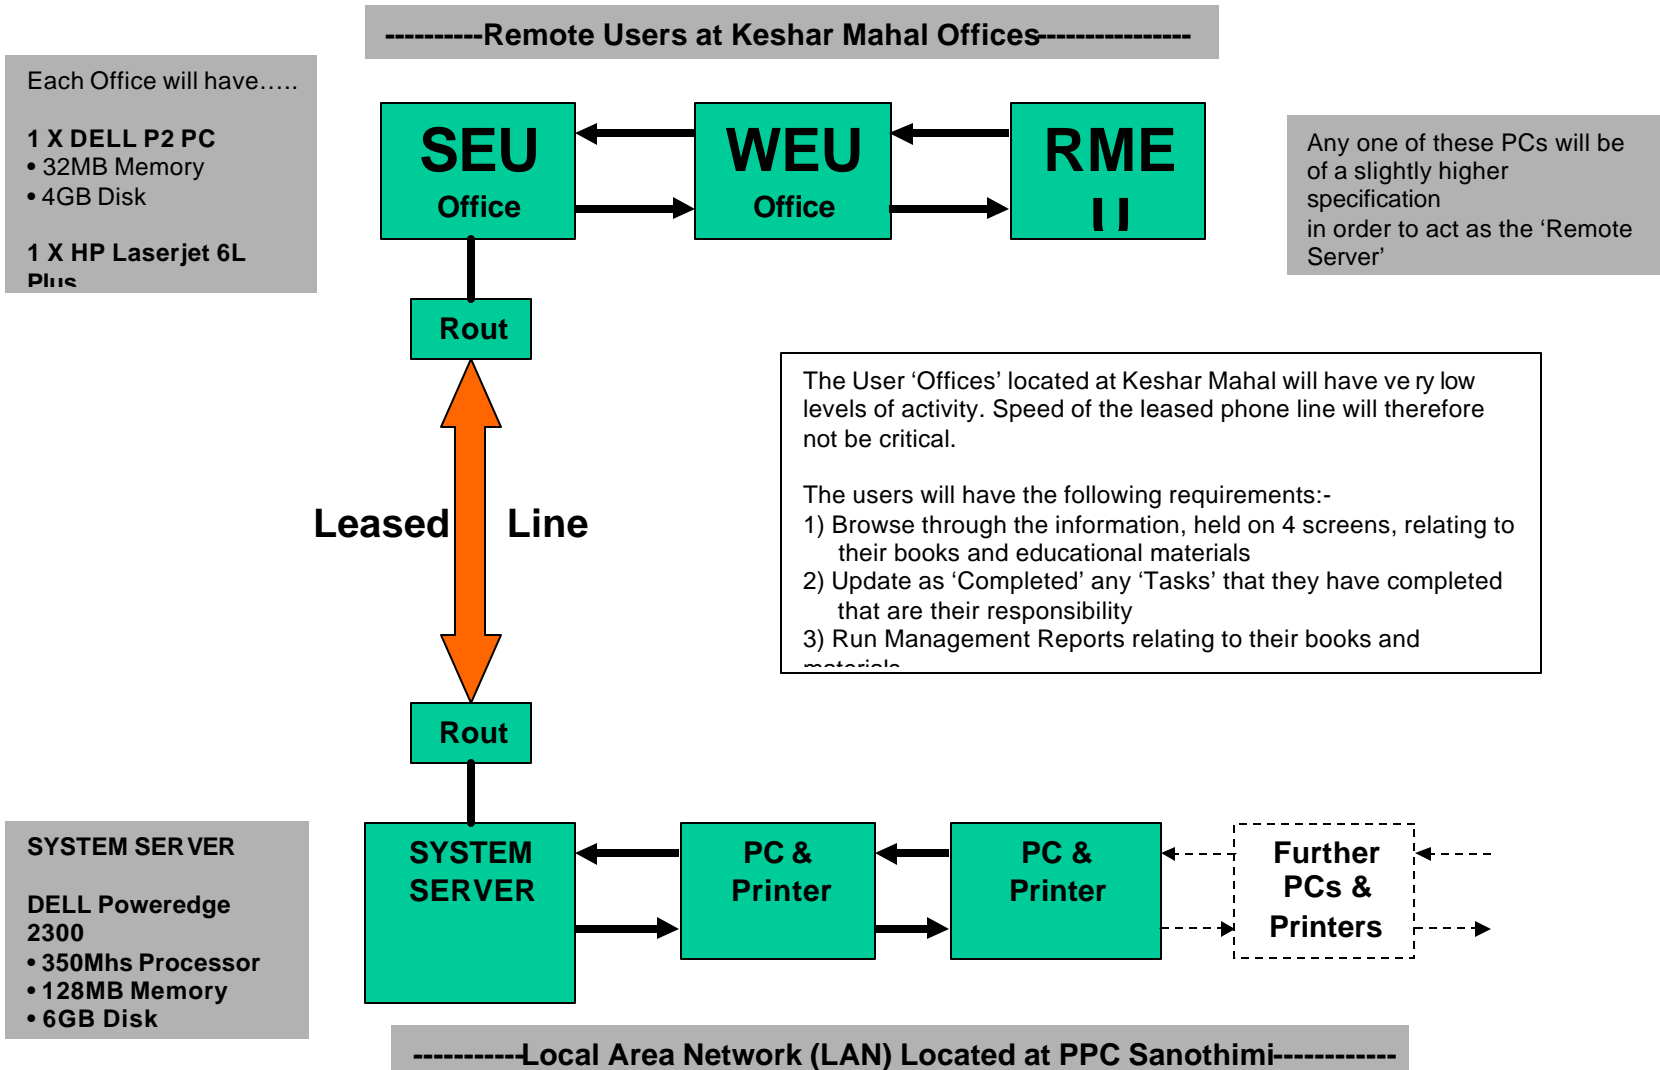 ----------Remote Users at Keshar Mahal Offices----------------
Each Office will have…..
1 X DELL P2 PC
• 32MB Memory
• 4GB Disk
1 X HP Laserjet 6L
Plus
SEU
Office
WEU
Office
RME
U
Any one of these PCs will be
of a slightly higher
specification
in order to act as the ‘Remote
Server’
Rout
The User ‘Offices’ located at Keshar Mahal will have ve ry low
levels of activity. Speed of the leased phone line will therefore
not be critical.
The users will have the following requirements:-
1) Browse through the information, held on 4 screens, relating to
their books and educational materials
2) Update as ‘Completed’ any ‘Tasks’ that they have completed
that are their responsibility
3) Run Management Reports relating to their books and
materials
Leased Line
Rout
SYSTEM SERVER
DELL Poweredge
2300
• 350Mhs Processor
• 128MB Memory
• 6GB Disk
SYSTEM
SERVER
PC &
Printer
PC &
Printer
Further
PCs &
Printers
-----------Local Area Network (LAN) Located at PPC Sanothimi------------